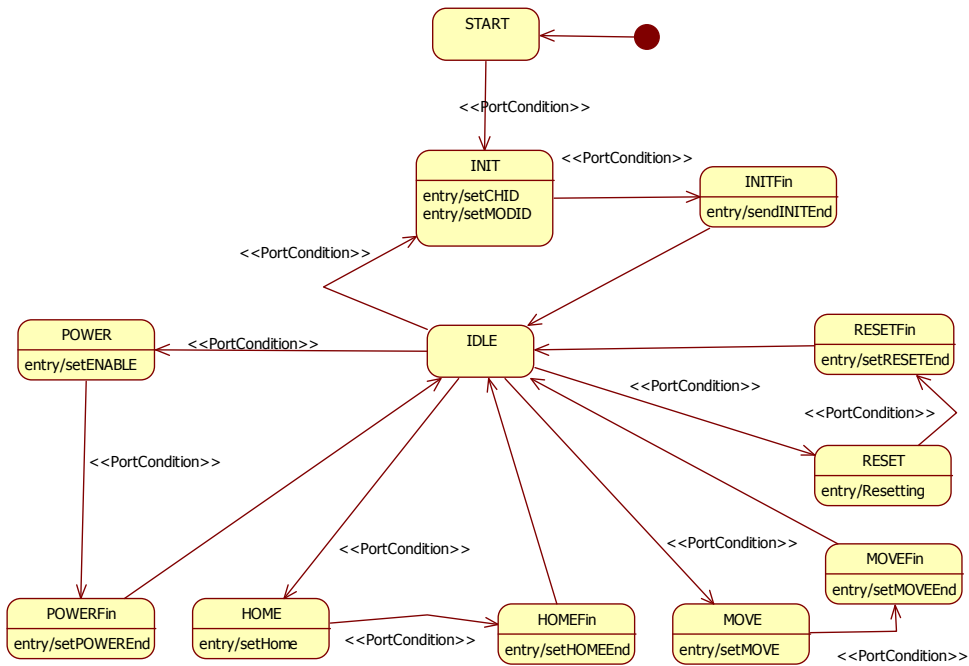 START
<<PortCondition>>
INIT
entry/setCHID
entry/setMODID
<<PortCondition>>
INITFin
entry/sendINITEnd
<<PortCondition>>
POWER
entry/setENABLE
<<PortCondition>>
IDLE
RESETFin
entry/setRESETEnd
<<PortCondition>>
<<PortCondition>>
<<PortCondition>>
RESET
entry/Resetting
<<PortCondition>>
<<PortCondition>>
MOVEFin
entry/setMOVEEnd
POWERFin
entry/setPOWEREnd
HOME
entry/setHome
<<PortCondition>>
HOMEFin
entry/setHOMEEnd
MOVE
entry/setMOVE
<<PortCondition>>